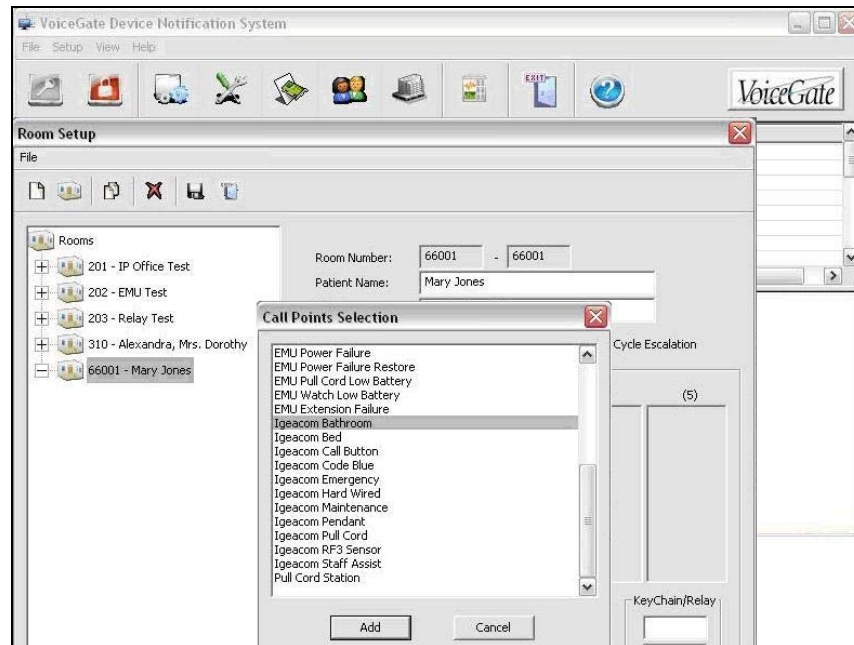 VoiceGate Device Notification System
File Setup View Help
EXIT
VoiceGate
Room Setup
File
Rooms
201 - IP Office Test
202 - EMU Test
203 - Relay Test
310 - Alexandra, Mrs. Dorothy
66001 - Mary Jones
Room Number: 66001 - 66001
Patient Name: Mary Jones
Cycle Escalation
(5)
KeyChain/Relay
Call Points Selection
EMU Power Failure
EMU Power Failure Restore
EMU Pull Cord Low Battery
EMU Watch Low Battery
EMU Extension Failure
Igeacom Bathroom
Igeacom Bed
Igeacom Call Button
Igeacom Code Blue
Igeacom Emergency
Igeacom Hard Wired
Igeacom Maintenance
Igeacom Pendant
Igeacom Pull Cord
Igeacom RF3 Sensor
Igeacom Staff Assist
Pull Cord Station
Add Cancel